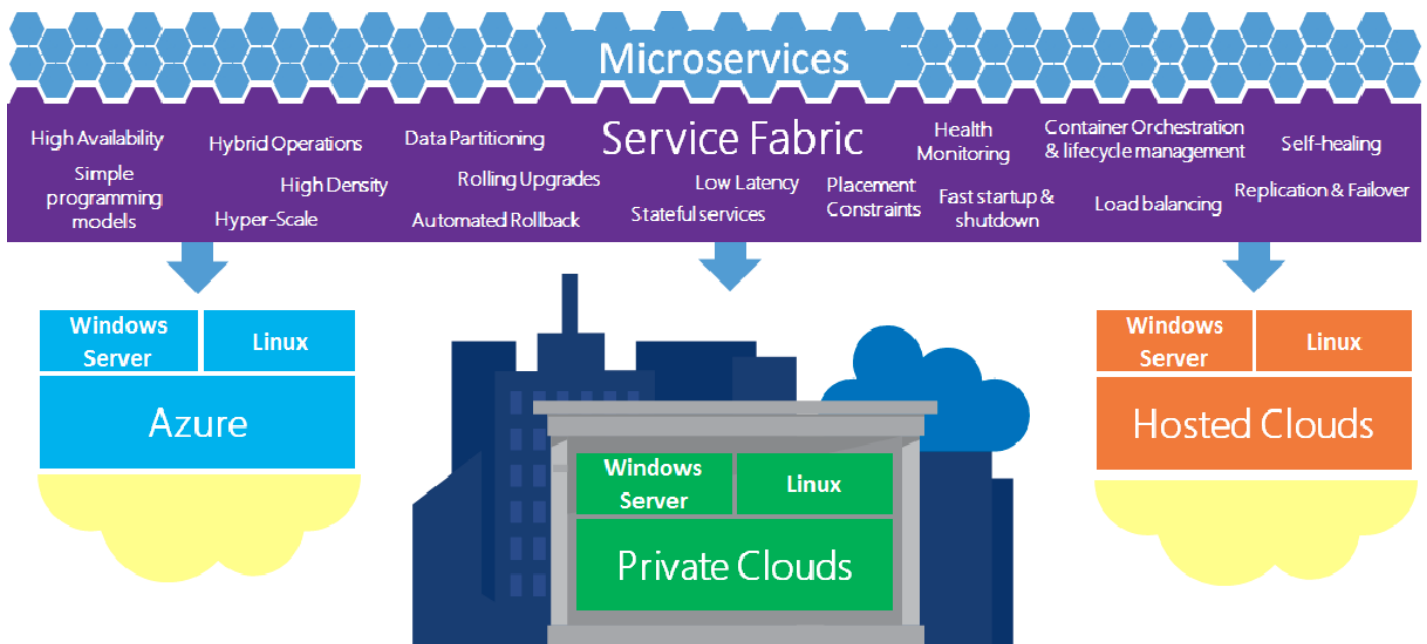 Microservices
Service Fabric
High Availability
Simple
programming
models
Hybrid Operations
High Density
Hyper-Scale
Data Partitioning
Rolling Upgrades
Automated Rollback
Low Latency
Stateful services
Placement
Constraints
Health
Monitoring
Fast startup &
shutdown
Container Orchestration
& lifecycle management
Load balancing
Self-healing
Replication & Failover
Windows
Server
Linux
Azure
Windows
Server
Linux
Private Clouds
Windows
Server
Linux
Hosted Clouds